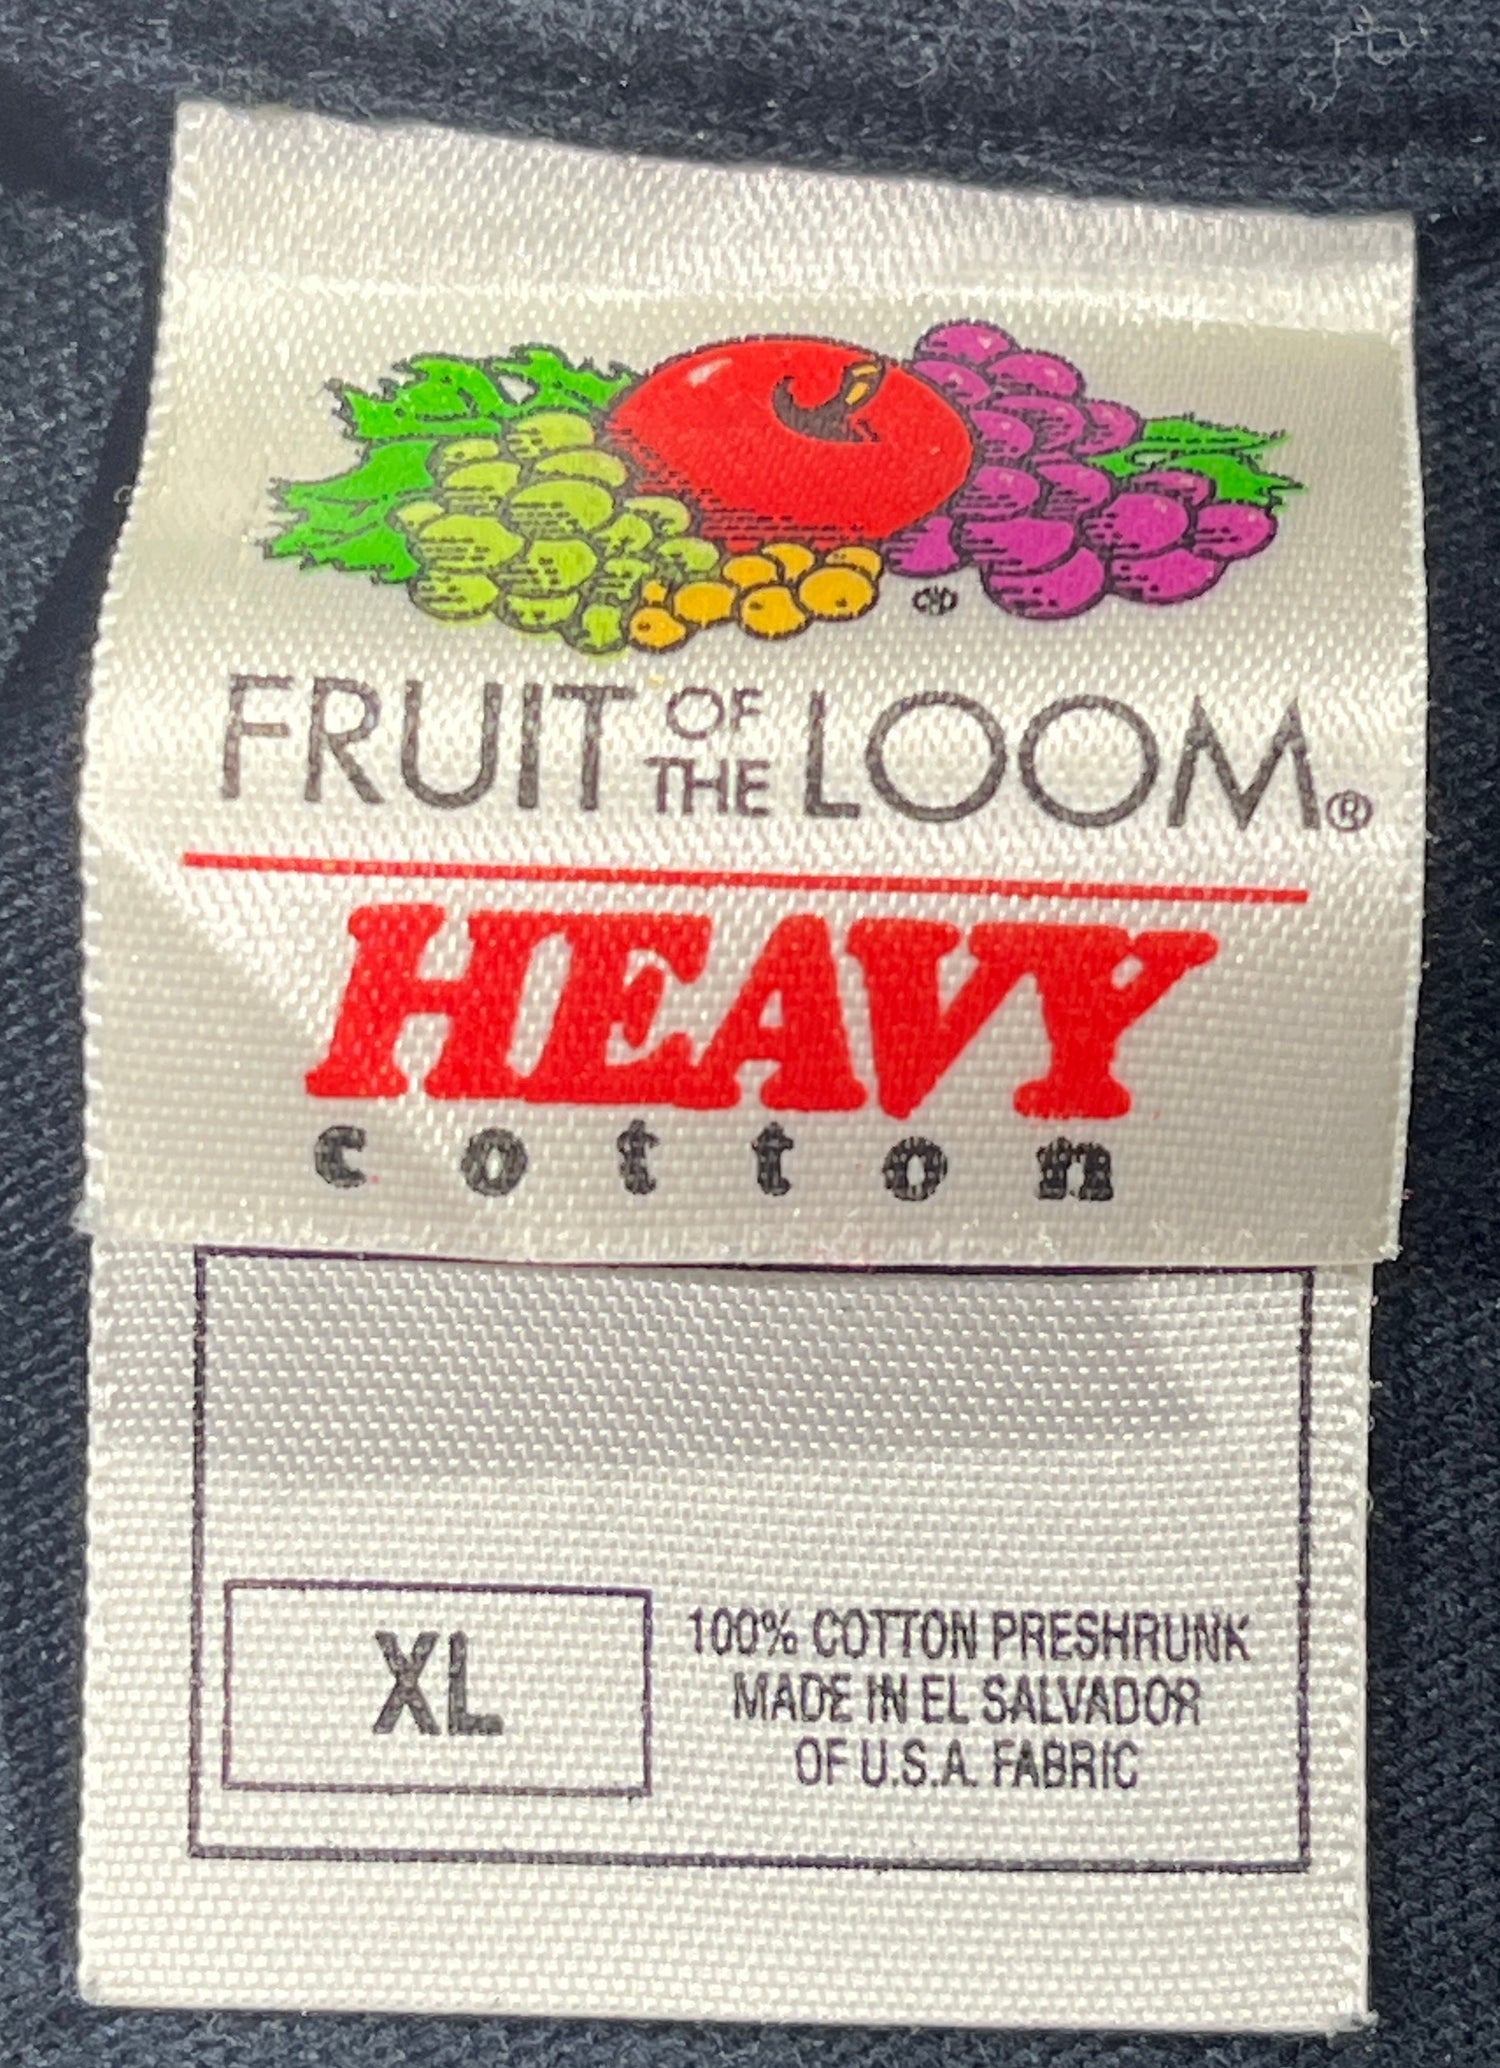 FRUIT OF THE LOOM®
HEAVY
cotton
XL
100% COTTON PRESHRUNK
MADE IN EL SALVADOR
OF U.S.A. FABRIC